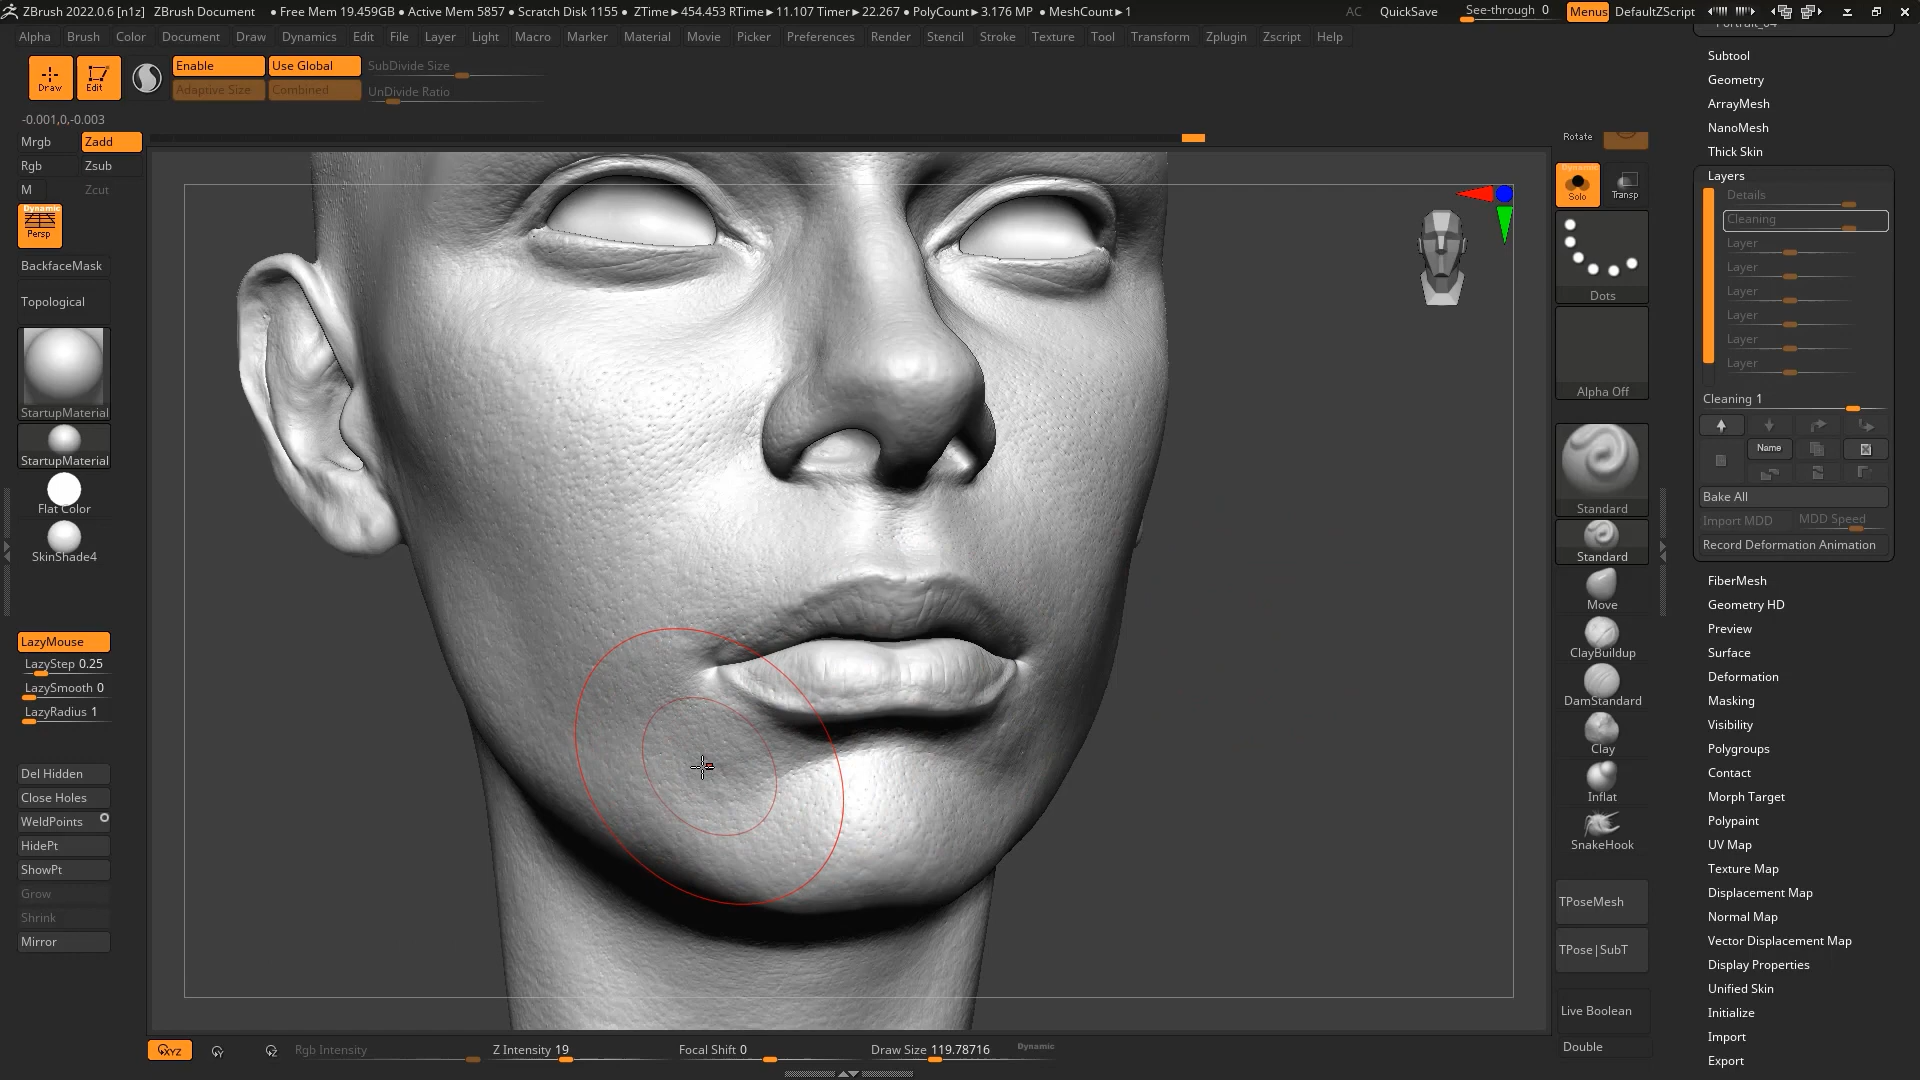 ZBrush 2022.0.6 [n1z] ZBrush Document • Free Mem 19.459GB • Active Mem 5857 • Scratch Disk 1155 • ZTime▸454.453 RTime▸11.107 Timer▸22.267 • PolyCount▸3.176 MP • MeshCount▸1 AC QuickSave See-through 0 Menus DefaultZScript
Alpha Brush Color Document Draw Dynamics Edit File Layer Light Macro Marker Material Movie Picker Preferences Render Stencil Stroke Texture Tool Transform Zplugin Zscript Help
Draw
Edit
Enable
Use Global
SubDivide Size
Adaptive Size
Combined
UnDivide Ratio
-0.001,0,-0.003
Mrgb
Zadd
Rgb
Zsub
M
Zcut
Dynamic
Persp
BackfaceMask
Topological
StartupMaterial
StartupMaterial
Flat Color
SkinShade4
LazyMouse
LazyStep 0.25
LazySmooth 0
LazyRadius 1
Del Hidden
Close Holes
WeldPoints
HidePt
ShowPt
Grow
Shrink
Mirror
XYZ
Y
Z
Rgb Intensity
Z Intensity 19
Focal Shift 0
Draw Size 119.78716
Dynamic
Rotate
Dynamic
Solo
Transp
Dots
Alpha Off
Standard
Standard
Move
ClayBuildup
DamStandard
Clay
Inflat
SnakeHook
TPoseMesh
TPose|SubT
Live Boolean
Double
Subtool
Geometry
ArrayMesh
NanoMesh
Thick Skin
Layers
Details
Cleaning
Layer
Layer
Layer
Layer
Layer
Layer
Cleaning 1
Name
Bake All
Import MDD
MDD Speed
Record Deformation Animation
FiberMesh
Geometry HD
Preview
Surface
Deformation
Masking
Visibility
Polygroups
Contact
Morph Target
Polypaint
UV Map
Texture Map
Displacement Map
Normal Map
Vector Displacement Map
Display Properties
Unified Skin
Initialize
Import
Export